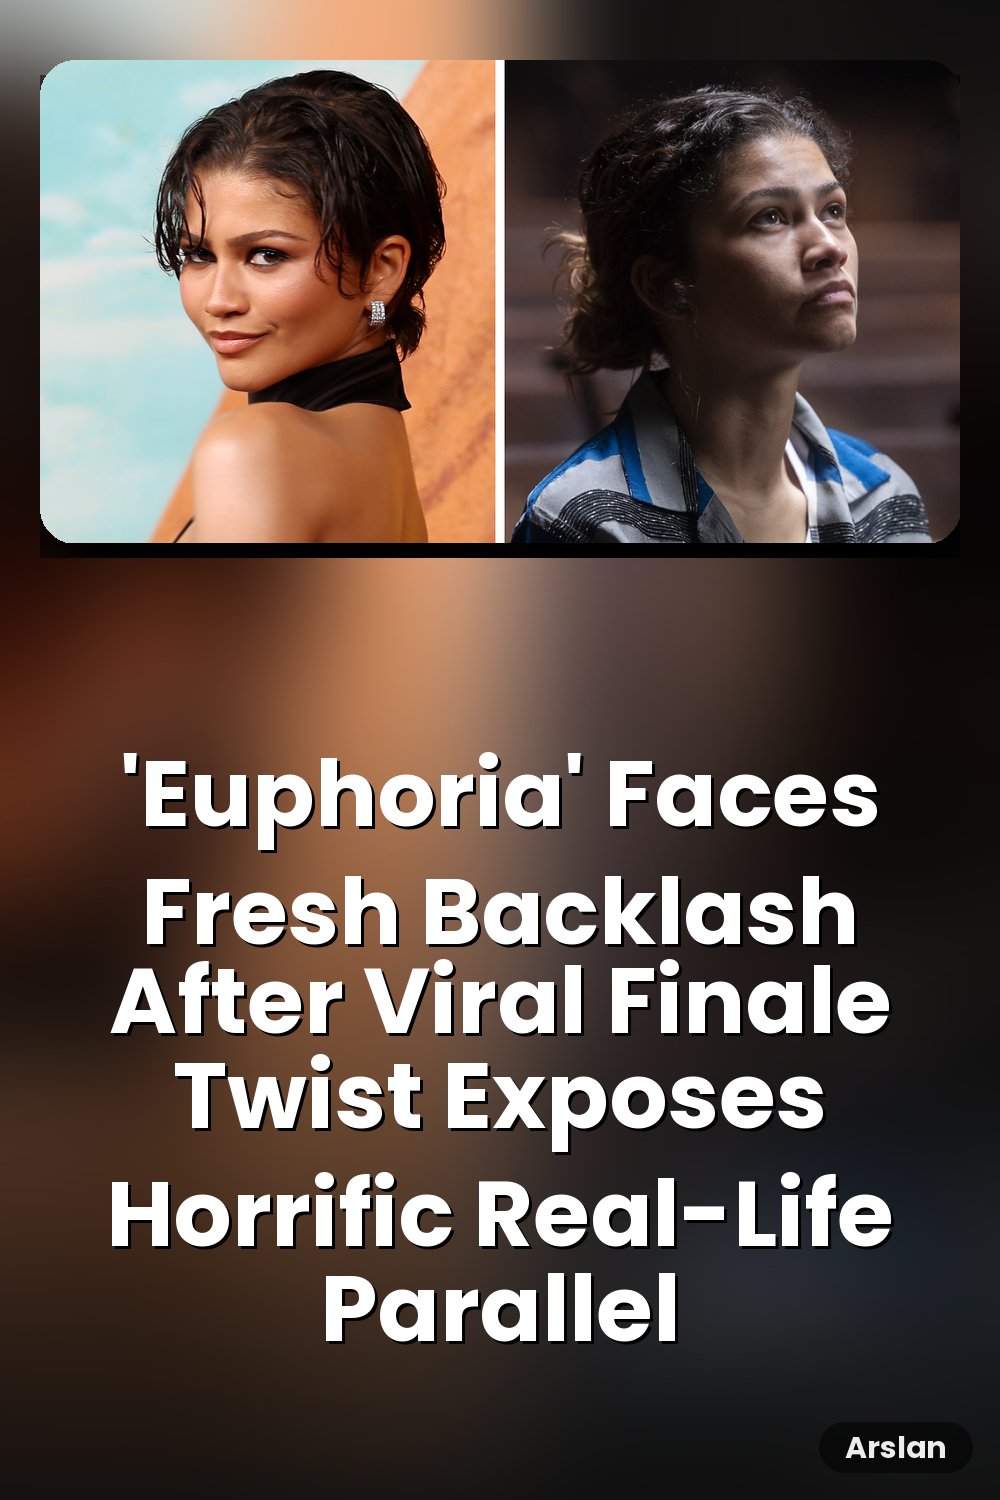 'Euphoria' Faces
Fresh Backlash
After Viral Finale
Twist Exposes
Horrific Real-Life
Parallel
Arslan